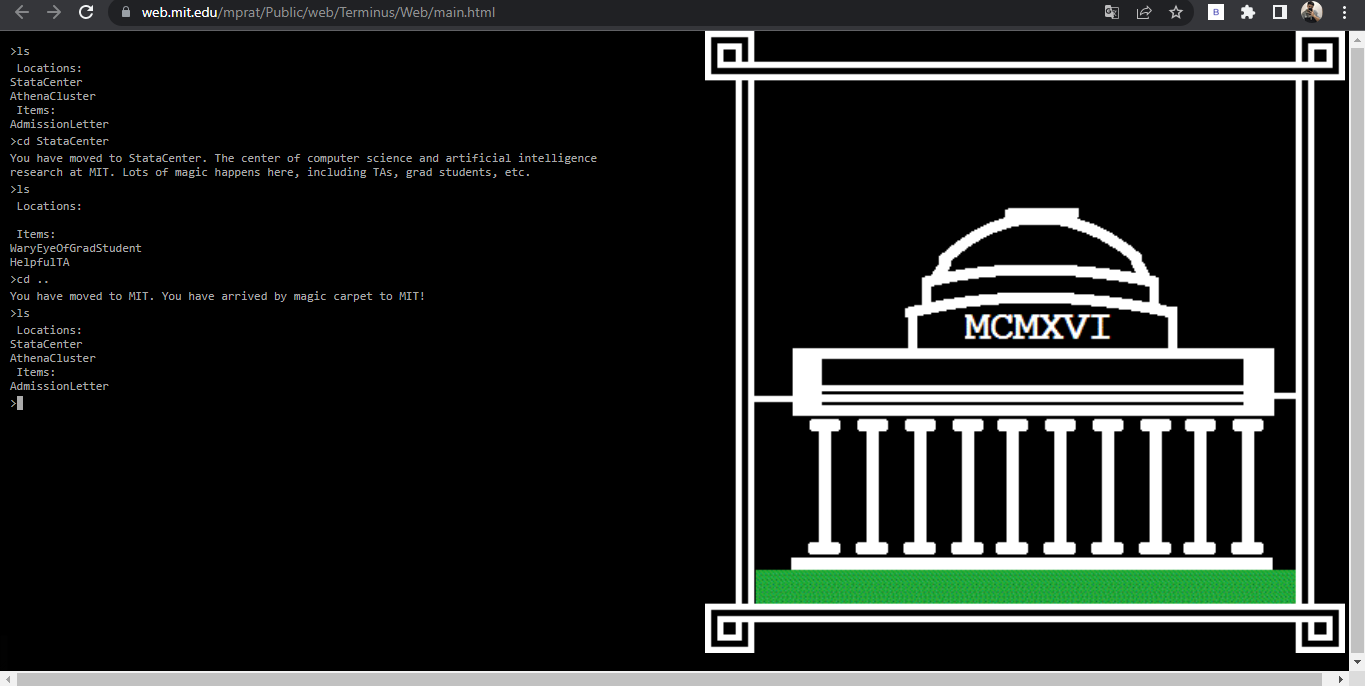 web.mit.edu/mprat/Public/web/Terminus/Web/main.html
B
>ls
Locations:
StataCenter
AthenaCluster
Items:
AdmissionLetter
>cd StataCenter
You have moved to StataCenter. The center of computer science and artificial intelligence
research at MIT. Lots of magic happens here, including TAs, grad students, etc.
>ls
Locations:
Items:
WaryEyeOfGradStudent
HelpfulTA
>cd ..
You have moved to MIT. You have arrived by magic carpet to MIT!
>ls
Locations:
StataCenter
AthenaCluster
Items:
AdmissionLetter
>
MCMXVI